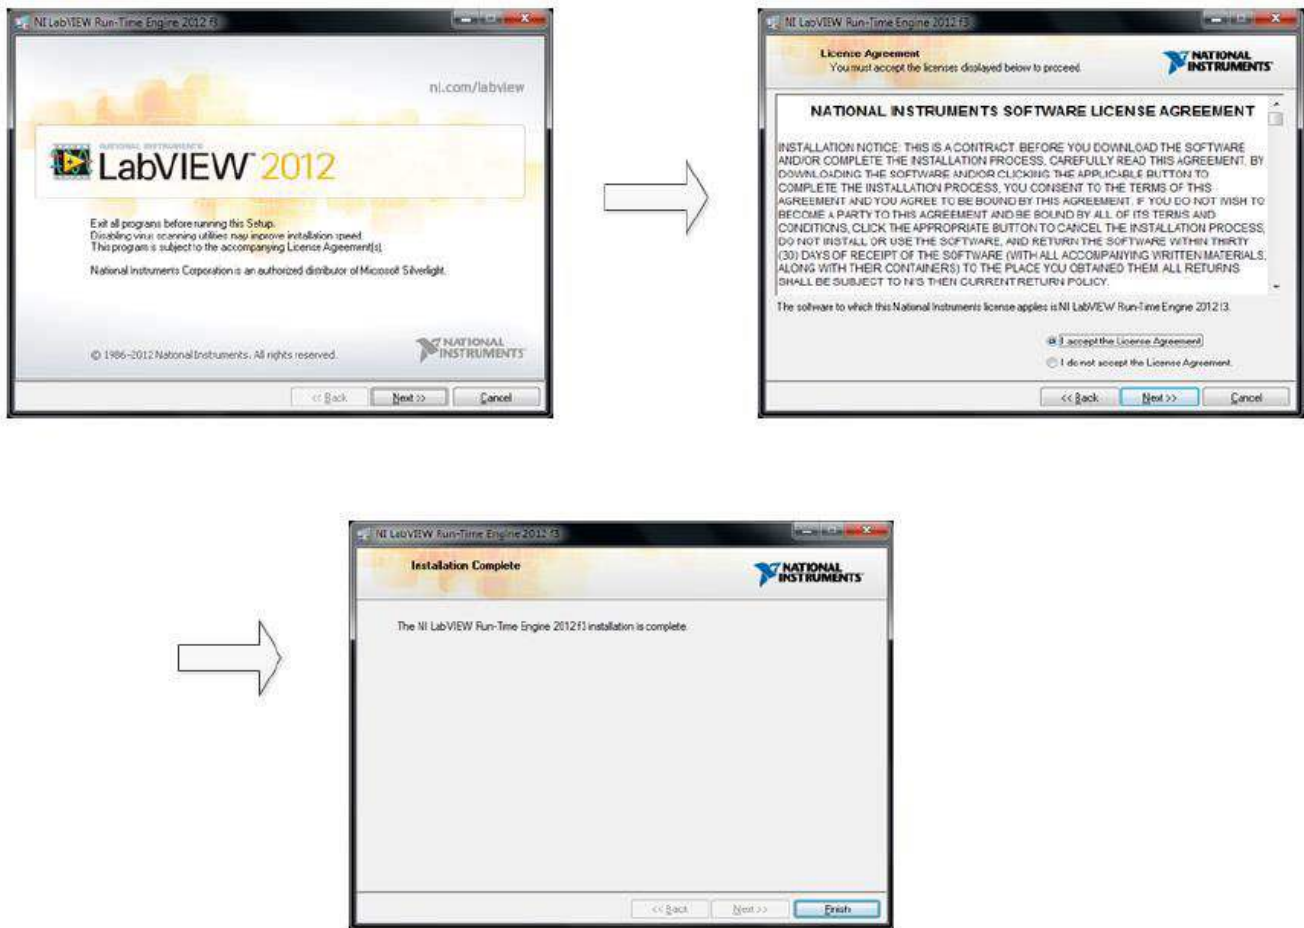 NI LabVIEW Run-Time Engine 2012 f3
ni.com/labview
NATIONAL INSTRUMENTS
LabVIEW™ 2012
Exit all programs before running this Setup.
Disabling virus scanning utilities may improve installation speed.
This program is subject to the accompanying License Agreement(s).
National Instruments Corporation is an authorized distributor of Microsoft Silverlight.
© 1986–2012 National Instruments. All rights reserved.
NATIONAL
INSTRUMENTS
<< Back Next >> Cancel
NI LabVIEW Run-Time Engine 2012 f3
License Agreement
You must accept the licenses displayed below to proceed.
NATIONAL
INSTRUMENTS
NATIONAL INSTRUMENTS SOFTWARE LICENSE AGREEMENT
INSTALLATION NOTICE: THIS IS A CONTRACT. BEFORE YOU DOWNLOAD THE SOFTWARE
AND/OR COMPLETE THE INSTALLATION PROCESS, CAREFULLY READ THIS AGREEMENT. BY
DOWNLOADING THE SOFTWARE AND/OR CLICKING THE APPLICABLE BUTTON TO
COMPLETE THE INSTALLATION PROCESS, YOU CONSENT TO THE TERMS OF THIS
AGREEMENT AND YOU AGREE TO BE BOUND BY THIS AGREEMENT. IF YOU DO NOT WISH TO
BECOME A PARTY TO THIS AGREEMENT AND BE BOUND BY ALL OF ITS TERMS AND
CONDITIONS, CLICK THE APPROPRIATE BUTTON TO CANCEL THE INSTALLATION PROCESS,
DO NOT INSTALL OR USE THE SOFTWARE, AND RETURN THE SOFTWARE WITHIN THIRTY
(30) DAYS OF RECEIPT OF THE SOFTWARE (WITH ALL ACCOMPANYING WRITTEN MATERIALS,
ALONG WITH THEIR CONTAINERS) TO THE PLACE YOU OBTAINED THEM. ALL RETURNS
SHALL BE SUBJECT TO NI'S THEN CURRENT RETURN POLICY.
The software to which this National Instruments license applies is NI LabVIEW Run-Time Engine 2012 f3.
I accept the License Agreement.
I do not accept the License Agreement.
<< Back Next >> Cancel
NI LabVIEW Run-Time Engine 2012 f3
Installation Complete
NATIONAL
INSTRUMENTS
The NI LabVIEW Run-Time Engine 2012 f3 installation is complete.
<< Back Next >> Finish